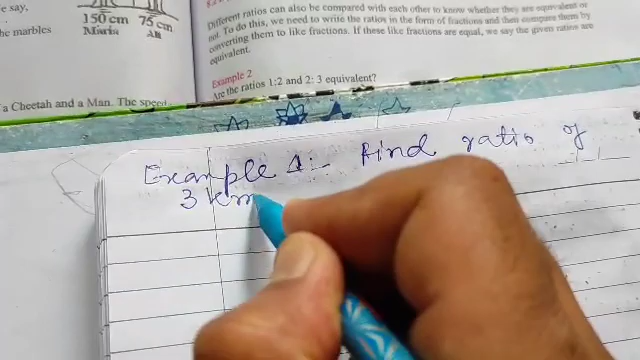 e say,
he marbles
150 cm 75 cm
a Cheetah and a Man. The speed
Different ratios can also be compared with each other to know whether they are equivalent or
not. To do this, we need to write the ratios in the form of fractions and then compare them by
converting them to like fractions. If these like fractions are equal, we say the given ratios are
equivalent.
Example 2
Are the ratios 1:2 and 2: 3 equivalent?
Example 1:- Find ratio of
3 km